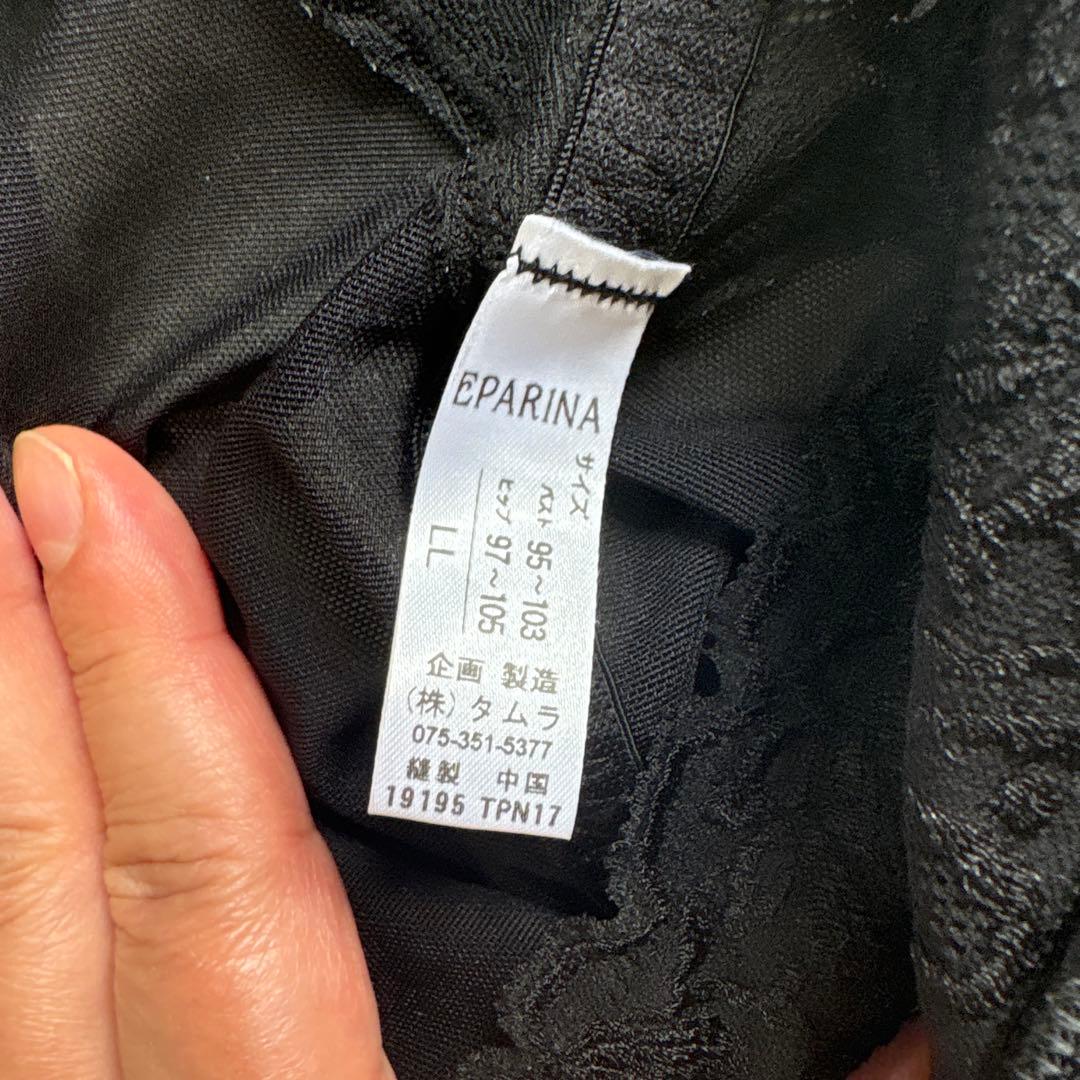 EPARINA
サイズ
バスト 95~103
ヒップ 97~105
LL
企画 製造
(株)タムラ
075-351-5377
縫製 中国
19195 TPN17